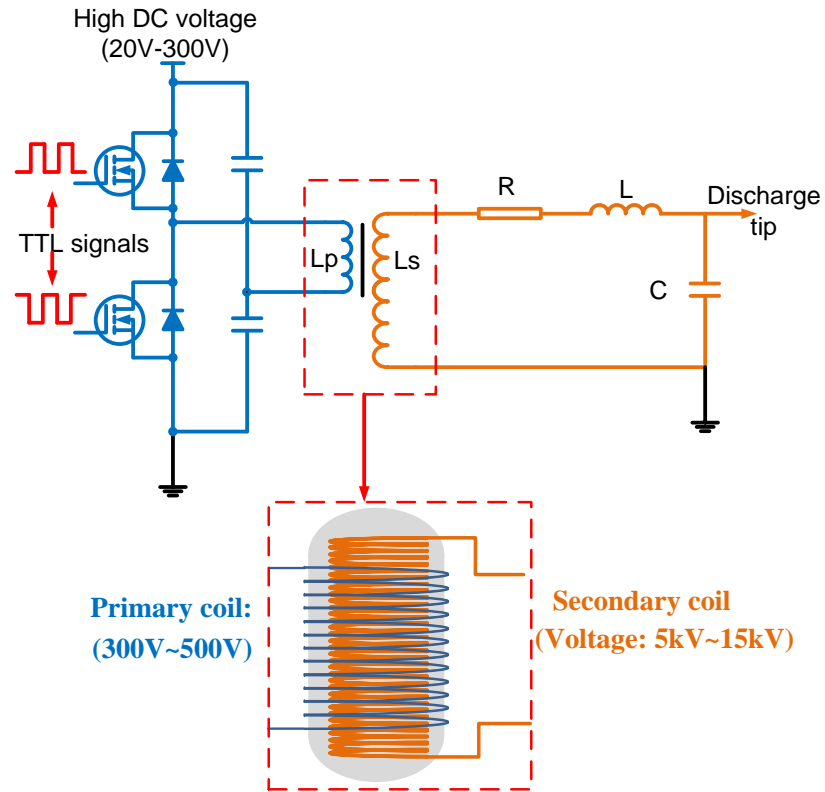 High DC voltage
(20V-300V)
TTL signals
Lp
Ls
R
L
C
Discharge
tip
Primary coil:
(300V~500V)
Secondary coil
(Voltage: 5kV~15kV)